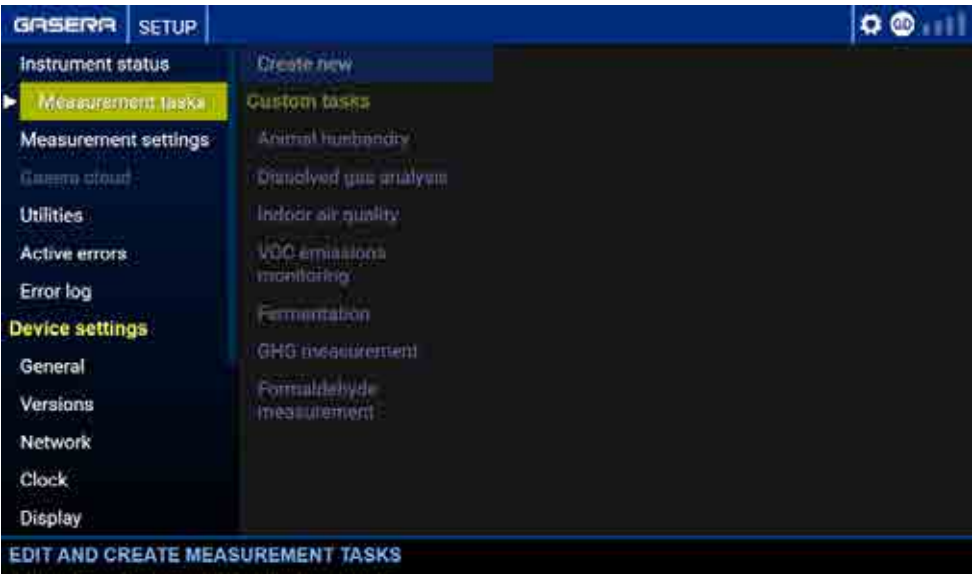 GASERA
SETUP
GD
Instrument status
Measurement tasks
Measurement settings
Gasera cloud
Utilities
Active errors
Error log
Device settings
General
Versions
Network
Clock
Display
Create new
Custom tasks
Animal husbandry
Dissolved gas analysis
Indoor air quality
VOC emissions
monitoring
Fermentation
GHG measurement
Formaldehyde
measurement
EDIT AND CREATE MEASUREMENT TASKS